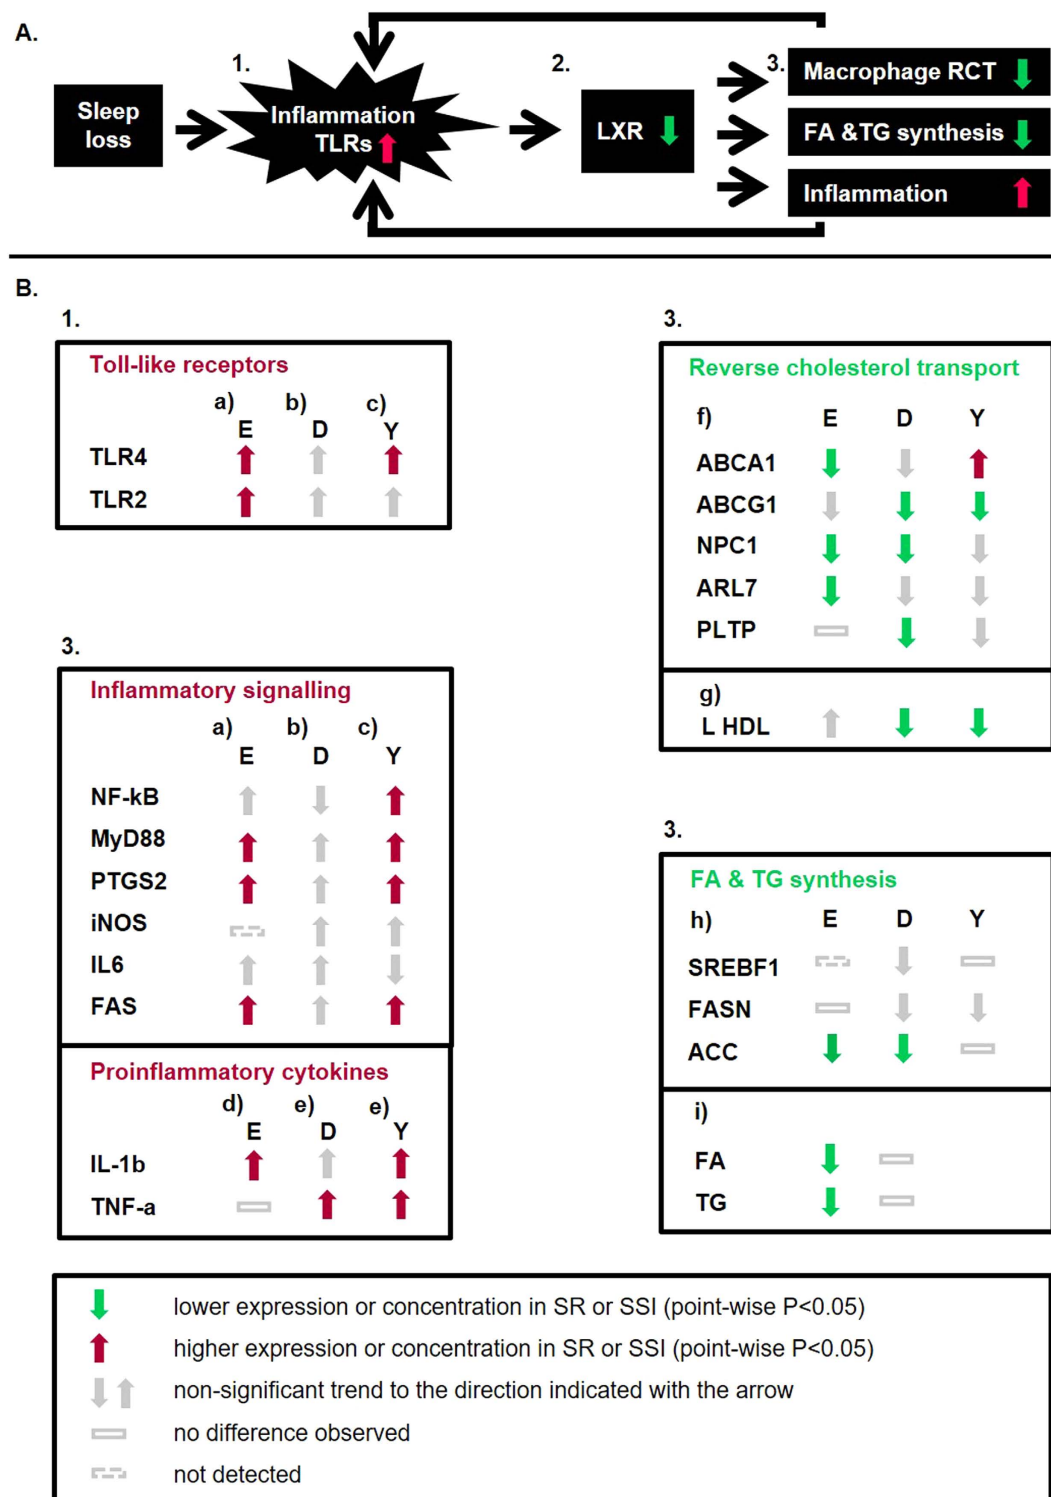 A.
1.
2.
3.
Sleep
loss
Inflammation
TLRs
LXR
Macrophage RCT
FA &TG synthesis
Inflammation
B.
1.
Toll-like receptors
a) b) c)
E D Y
TLR4
TLR2
3.
Inflammatory signalling
a) b) c)
E D Y
NF-kB
MyD88
PTGS2
iNOS
IL6
FAS
Proinflammatory cytokines
d) e) e)
E D Y
IL-1b
TNF-a
3.
Reverse cholesterol transport
f) E D Y
ABCA1
ABCG1
NPC1
ARL7
PLTP
g)
L HDL
3.
FA & TG synthesis
h) E D Y
SREBF1
FASN
ACC
i)
FA
TG
lower expression or concentration in SR or SSI (point-wise P<0.05)
higher expression or concentration in SR or SSI (point-wise P<0.05)
non-significant trend to the direction indicated with the arrow
no difference observed
not detected